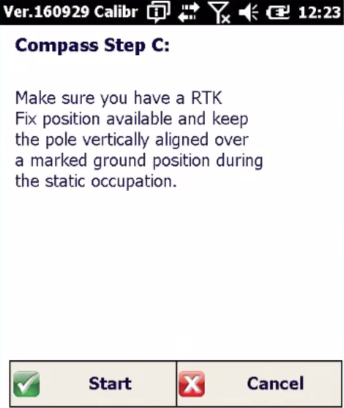 Ver.160929 Calibr 12:23
Compass Step C:
Make sure you have a RTK
Fix position available and keep
the pole vertically aligned over
a marked ground position during
the static occupation.
Start Cancel